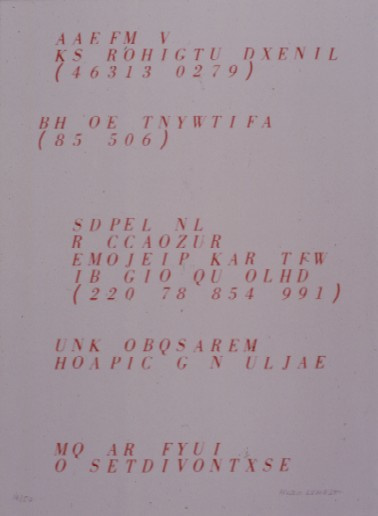 AAEFM V
KS ROHIGTU DXENIL
(46313 0279)
BH OE TNYWTIFA
(85 506)
SDPEL NL
R CCAOZUR
EMOJEIP KAR TFW
IB GIO QU OLHD
(220 78 854 991)
UNK OBQSAREM
HOAPIC G N ULJAE
MQ AR FYUI
O SETDIVONTXSE